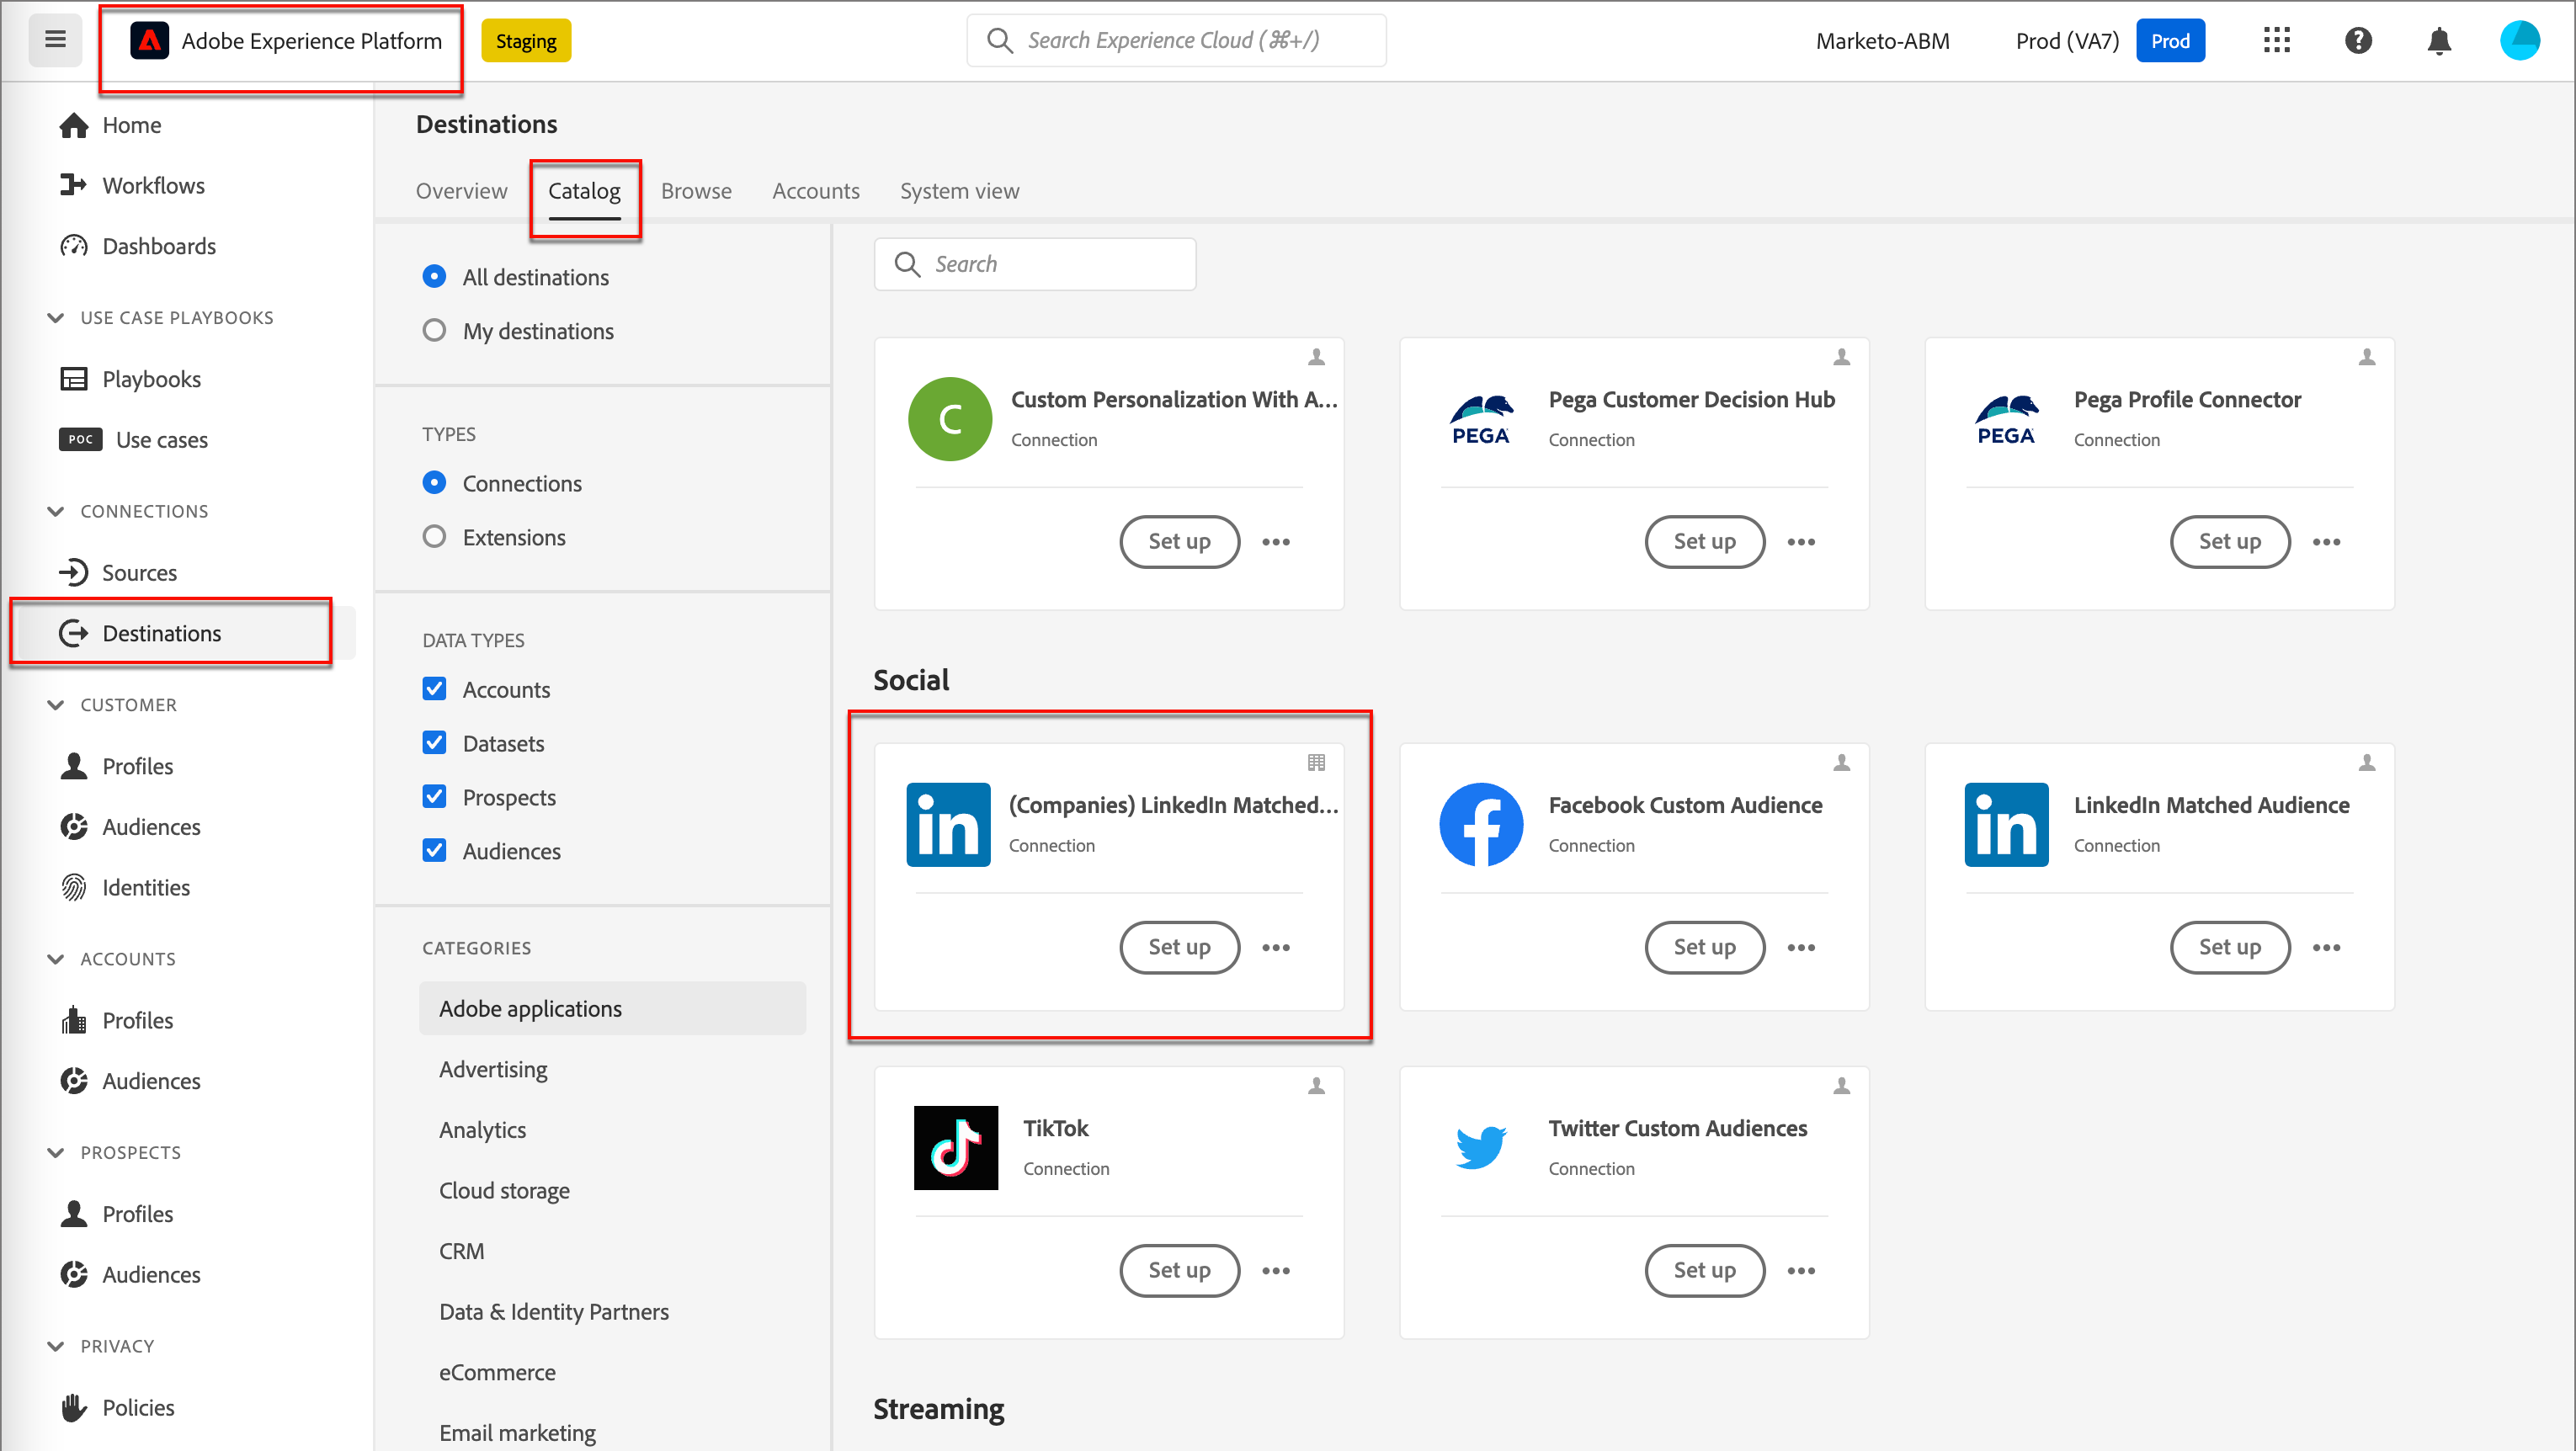 Adobe Experience Platform
Staging
Search Experience Cloud (⌘+/)
Marketo-ABM
Prod (VA7)
Prod
Home
Workflows
Dashboards
USE CASE PLAYBOOKS
Playbooks
POC
Use cases
CONNECTIONS
Sources
Destinations
CUSTOMER
Profiles
Audiences
Identities
ACCOUNTS
Profiles
Audiences
PROSPECTS
Profiles
Audiences
PRIVACY
Policies
Destinations
Overview
Catalog
Browse
Accounts
System view
All destinations
My destinations
TYPES
Connections
Extensions
DATA TYPES
Accounts
Datasets
Prospects
Audiences
CATEGORIES
Adobe applications
Advertising
Analytics
Cloud storage
CRM
Data & Identity Partners
eCommerce
Email marketing
Search
C
Custom Personalization With A...
Connection
Set up
PEGA
Pega Customer Decision Hub
Connection
Set up
PEGA
Pega Profile Connector
Connection
Set up
Social
in
(Companies) LinkedIn Matched...
Connection
Set up
f
Facebook Custom Audience
Connection
Set up
in
LinkedIn Matched Audience
Connection
Set up
TikTok
Connection
Set up
Twitter Custom Audiences
Connection
Set up
Streaming